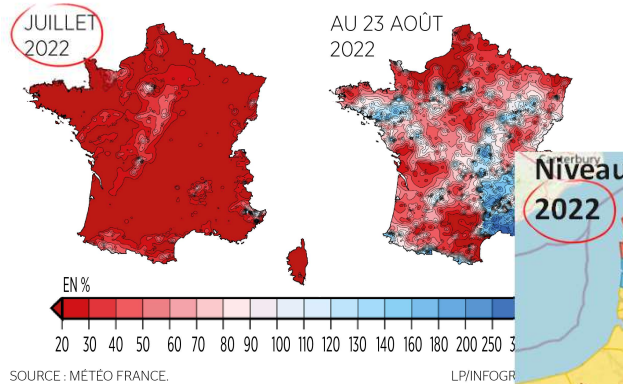 JUILLET
2022
AU 23 AOÛT
2022
Canterbury
Niveau
2022
EN %
20 30 40 50 60 70 80 90 100 110 120 130 140 160 180 200 250 3
SOURCE : MÉTÉO FRANCE.
LP/INFOGR